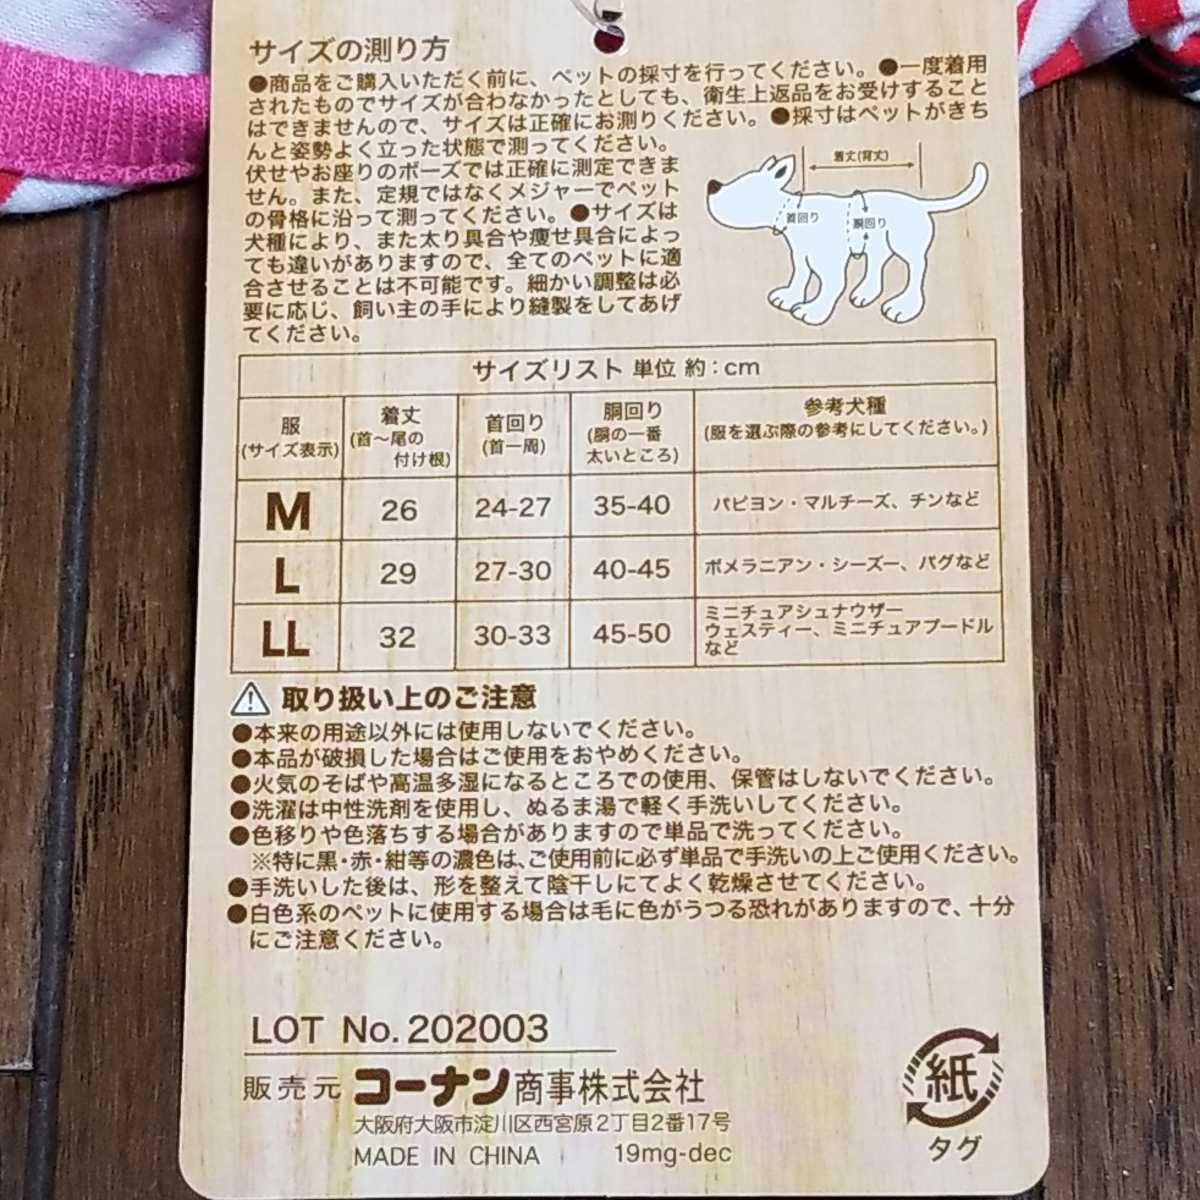 サイズの測り方
●商品をご購入いただく前に、ペットの採寸を行ってください。●一度着用
されたものでサイズが合わなかったとしても、衛生上返品をお受けすること
はできませんので、サイズは正確にお測りください。●採寸はペットがきち
んと姿勢よく立った状態で測ってください。
伏せやお座りのポーズでは正確に測定できま
せん。また、定規ではなくメジャーでペット
の骨格に沿って測ってください。●サイズは
犬種により、また太り具合や痩せ具合によっ
ても違いがありますので、全てのペットに適
合させることは不可能です。細かい調整は必
要に応じ、飼い主の手により縫製をしてあげ
てください。
着丈(背丈)
首回り
胴回り
サイズリスト 単位 約：cm
服
(サイズ表示)
着丈
(首〜尾の
付け根)
首回り
(首一周)
胴回り
(胴の一番
太いところ)
参考犬種
(服を選ぶ際の参考にしてください。)
M 26 24-27 35-40 パピヨン・マルチーズ、チンなど
L 29 27-30 40-45 ポメラニアン・シーズー、パグなど
LL 32 30-33 45-50 ミニチュアシュナウザー
ウェスティー、ミニチュアプードル
など
取り扱い上のご注意
●本来の用途以外には使用しないでください。
●本品が破損した場合はご使用をおやめください。
●火気のそばや高温多湿になるところでの使用、保管はしないでください。
●洗濯は中性洗剤を使用し、ぬるま湯で軽く手洗いしてください。
●色移りや色落ちする場合がありますので単品で洗ってください。
※特に黒・赤・紺等の濃色は、ご使用前に必ず単品で手洗いの上ご使用ください。
●手洗いした後は、形を整えて陰干しにてよく乾燥させてください。
●白色系のペットに使用する場合は毛に色がうつる恐れがありますので、十分
にご注意ください。
LOT No. 202003
販売元 コーナン商事株式会社
大阪府大阪市淀川区西宮原2丁目2番17号
MADE IN CHINA 19mg-dec
紙
タグ